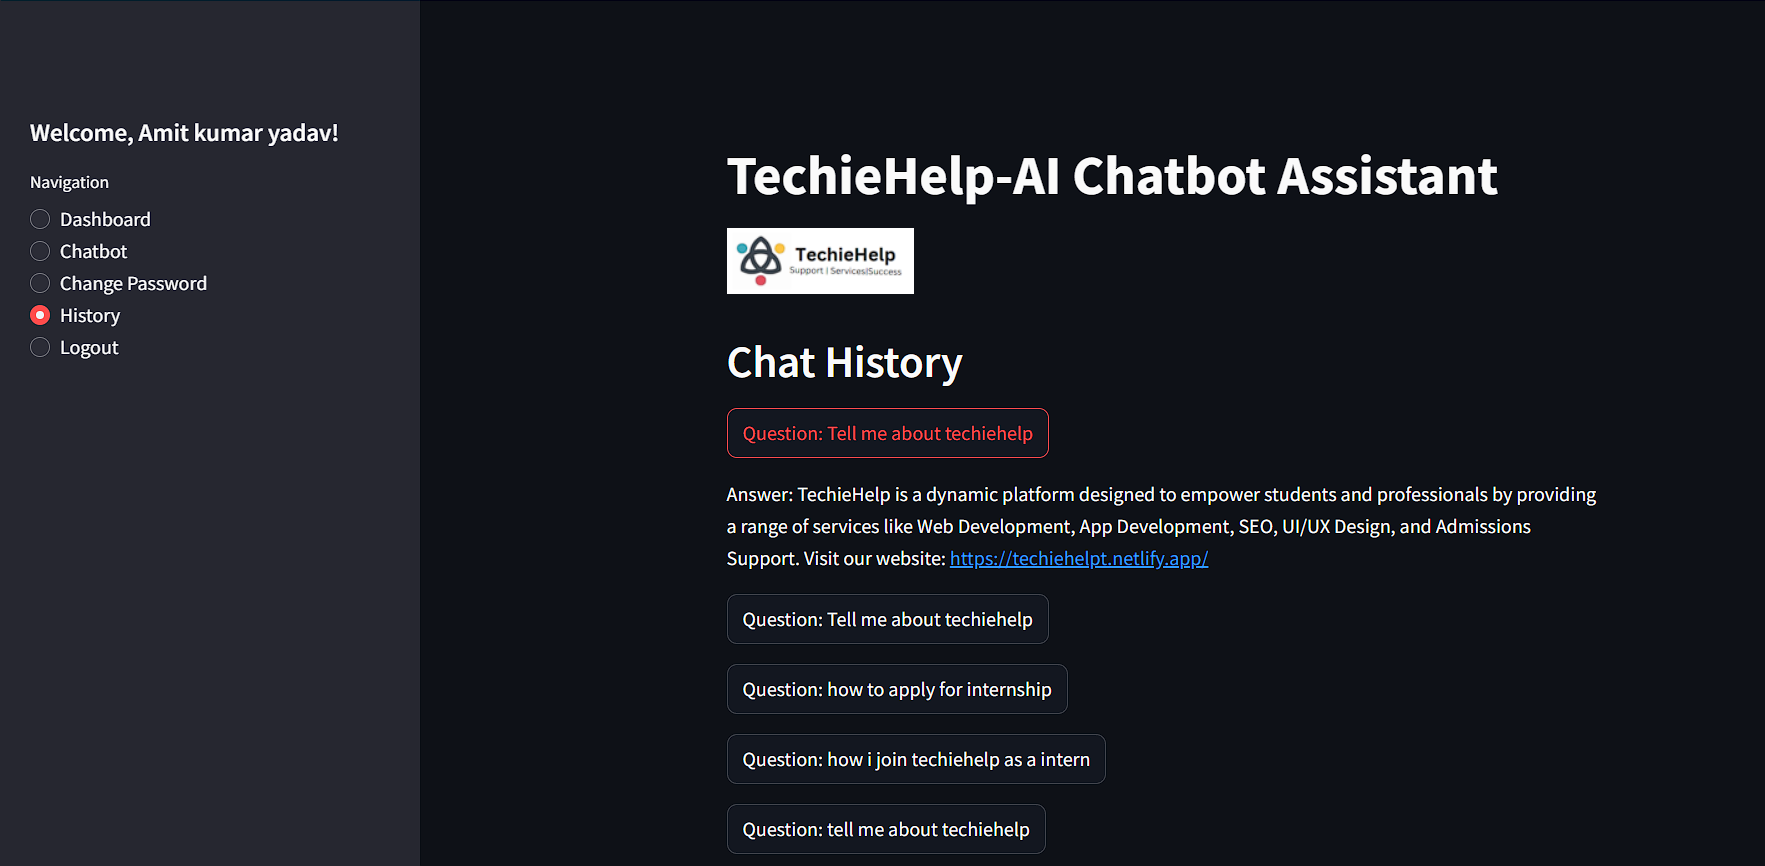 Welcome, Amit kumar yadav!
Navigation
Dashboard
Chatbot
Change Password
History
Logout
TechieHelp-AI Chatbot Assistant
TechieHelp
Support | Services|Success
Chat History
Question: Tell me about techiehelp
Answer: TechieHelp is a dynamic platform designed to empower students and professionals by providing
a range of services like Web Development, App Development, SEO, UI/UX Design, and Admissions
Support. Visit our website: https://techiehelpt.netlify.app/
Question: Tell me about techiehelp
Question: how to apply for internship
Question: how i join techiehelp as a intern
Question: tell me about techiehelp